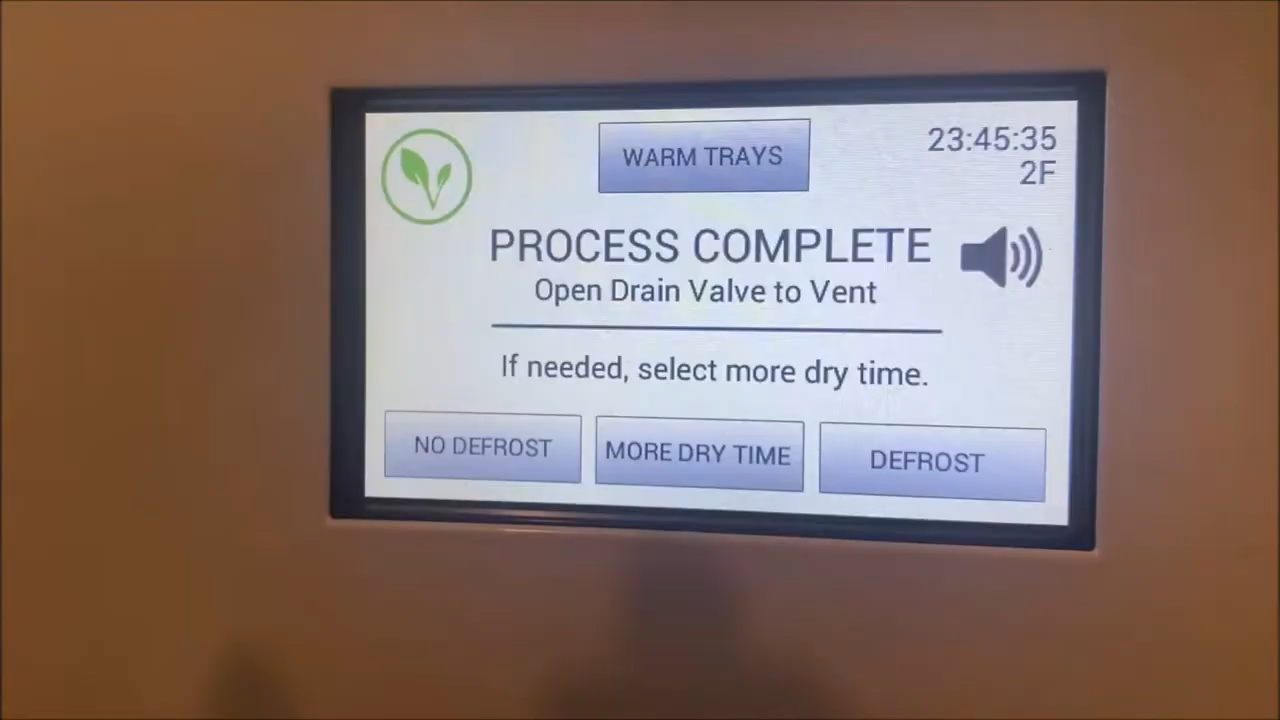 WARM TRAYS
23:45:35
2F
PROCESS COMPLETE
Open Drain Valve to Vent
If needed, select more dry time.
NO DEFROST
MORE DRY TIME
DEFROST